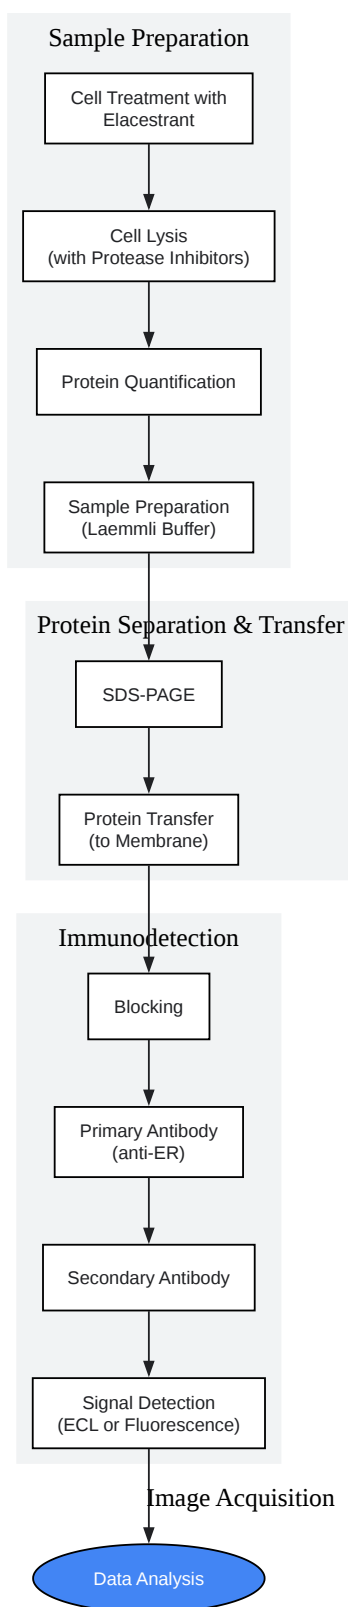 Sample Preparation
Cell Treatment with
Elacestrant
Cell Lysis
(with Protease Inhibitors)
Protein Quantification
Sample Preparation
(Laemmli Buffer)
Protein Separation & Transfer
SDS-PAGE
Protein Transfer
(to Membrane)
Immunodetection
Blocking
Primary Antibody
(anti-ER)
Secondary Antibody
Signal Detection
(ECL or Fluorescence)
Image Acquisition
Data Analysis